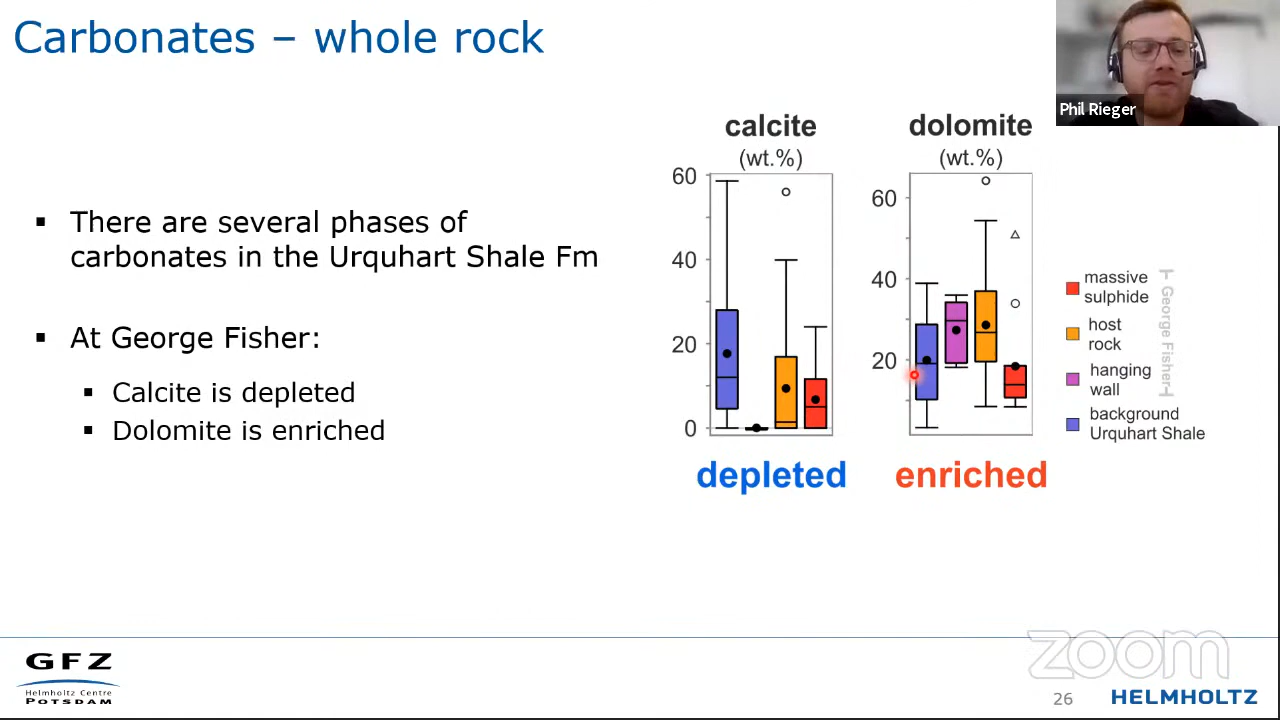 Carbonates – whole rock
Phil Rieger
▪ There are several phases of
carbonates in the Urquhart Shale Fm
▪ At George Fisher:
▪ Calcite is depleted
▪ Dolomite is enriched
calcite
(wt.%)
60
40
20
0
depleted
dolomite
(wt.%)
60
40
20
enriched
massive
sulphide
host
rock
hanging
wall
background
Urquhart Shale
George Fisher
GFZ
Helmholtz Centre
POTSDAM
zoom
26
HELMHOLTZ